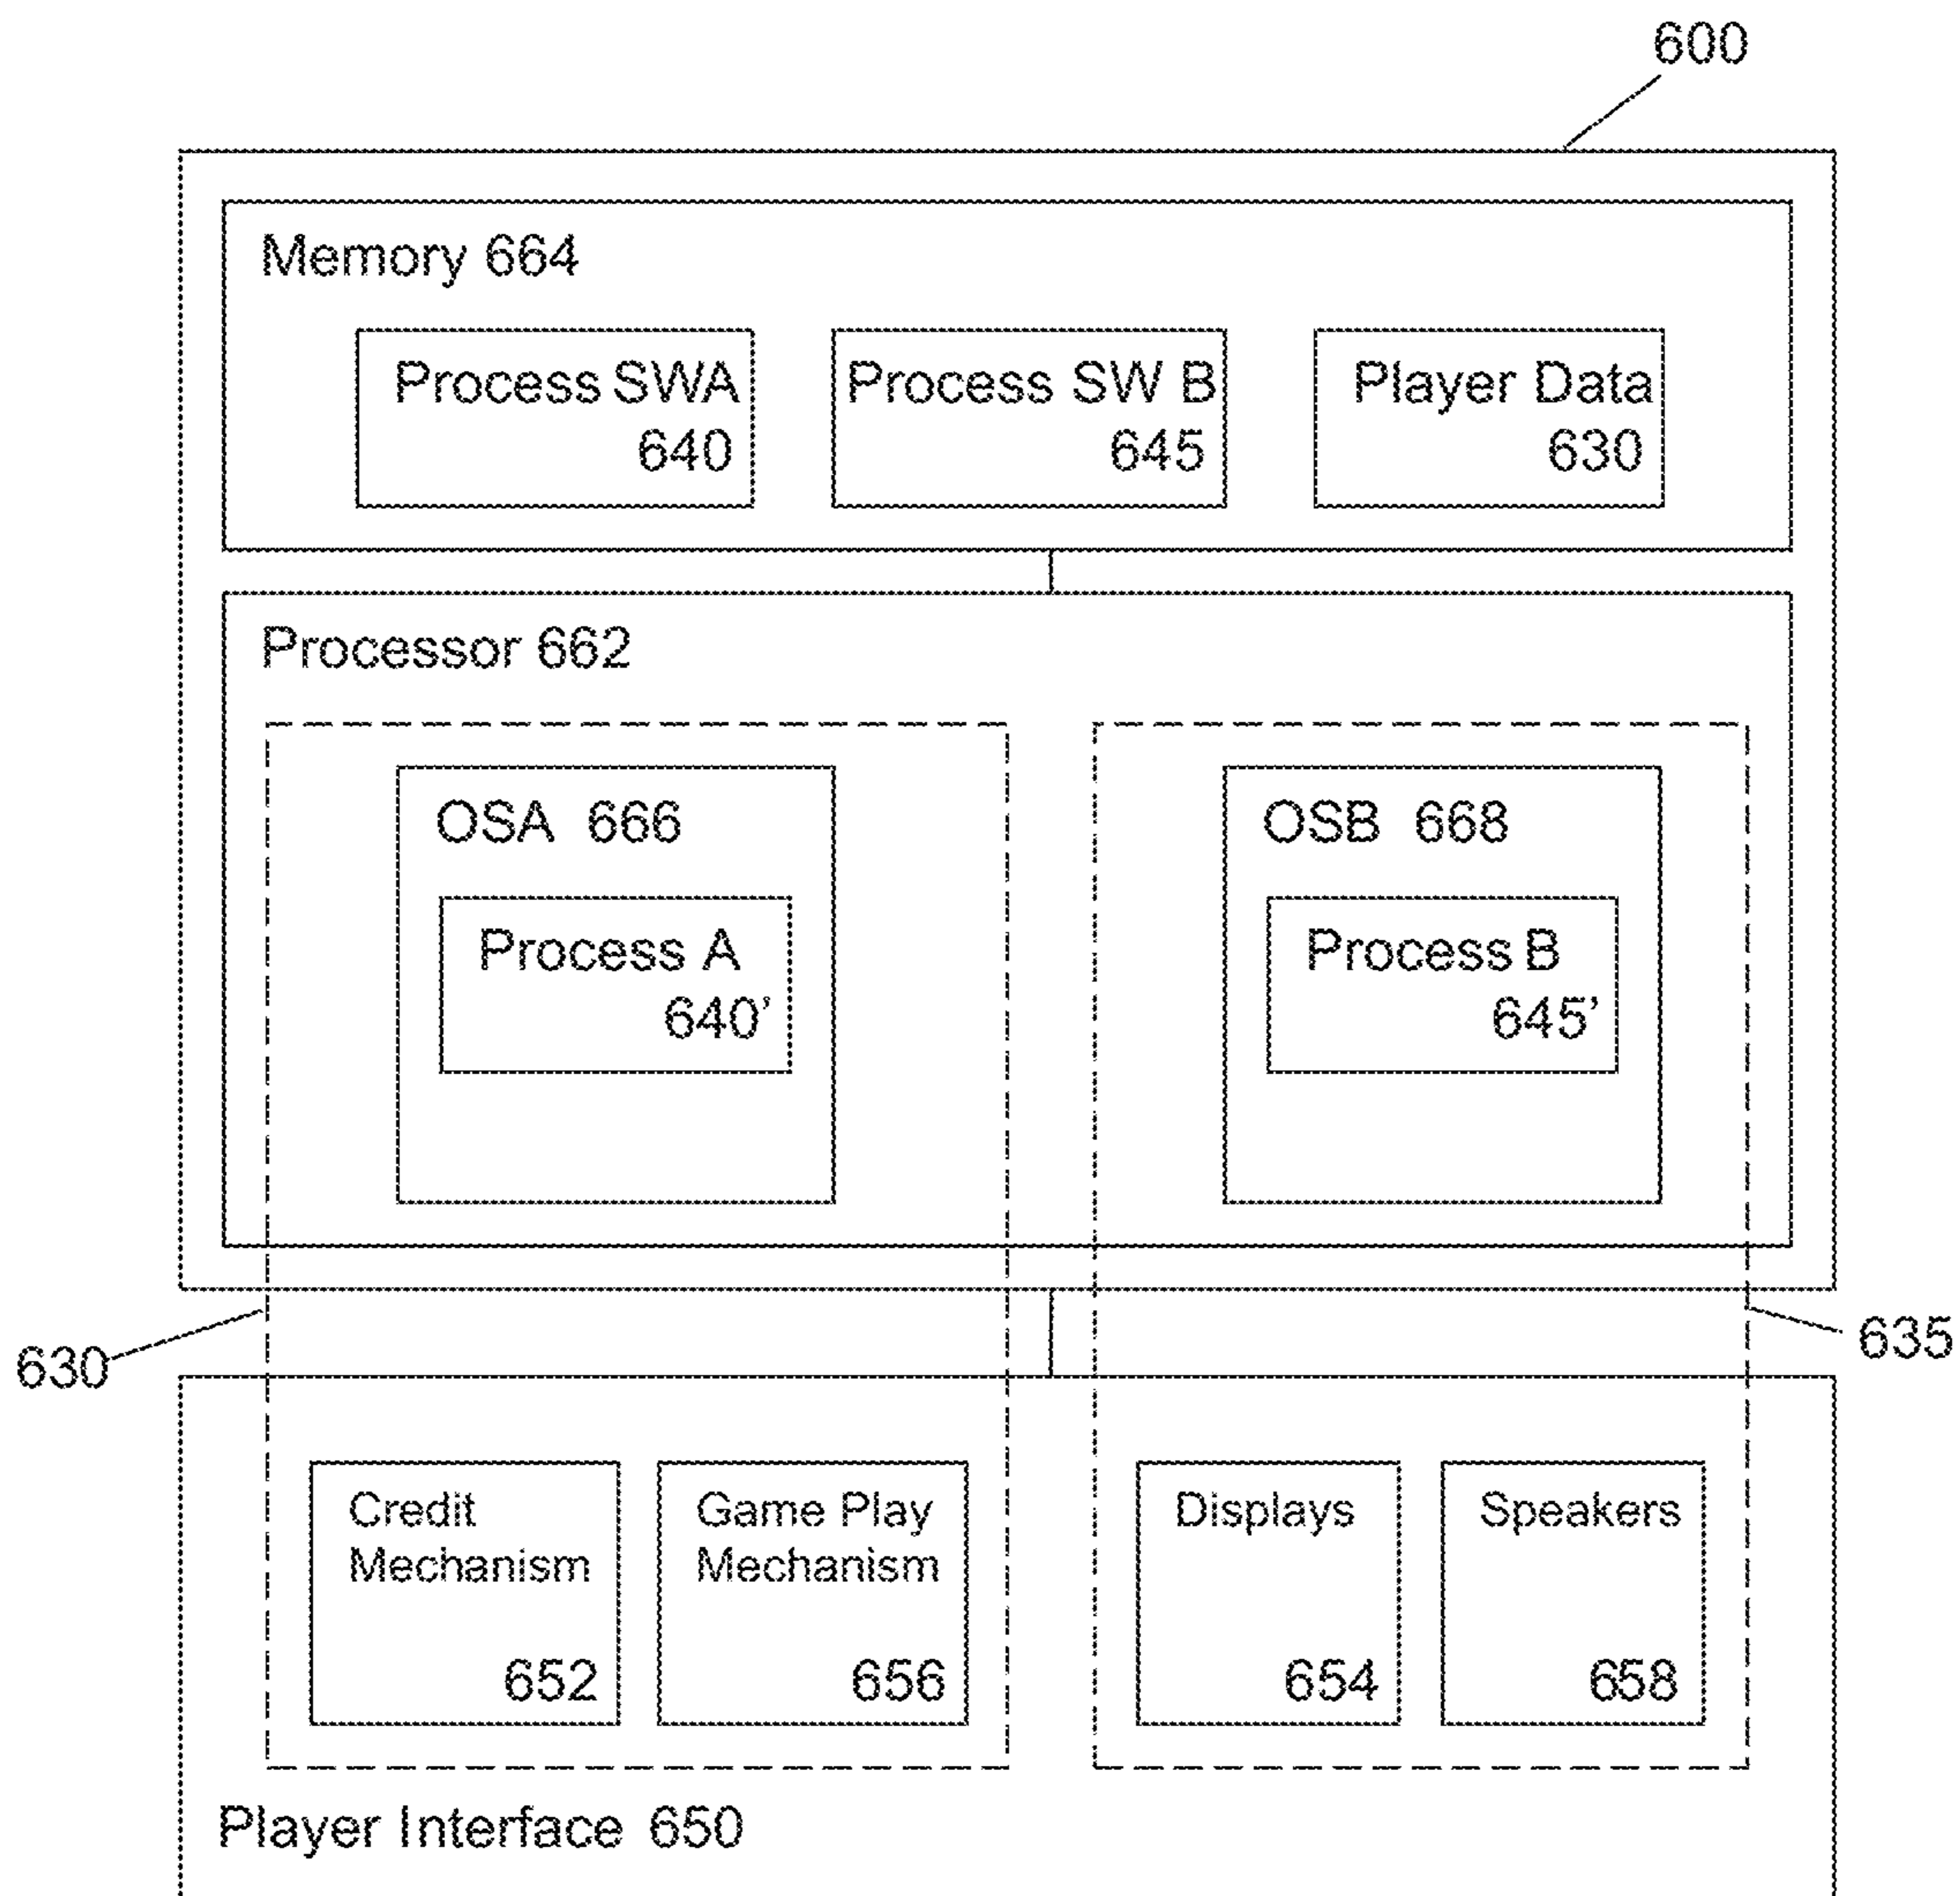 600
Memory 664
Process SWA
640
Process SW B
645
Player Data
630
Processor 662
OSA 666
Process A
640’
OSB 668
Process B
645’
630
635
Credit
Mechanism
652
Game Play
Mechanism
656
Displays
654
Speakers
658
Player Interface 650